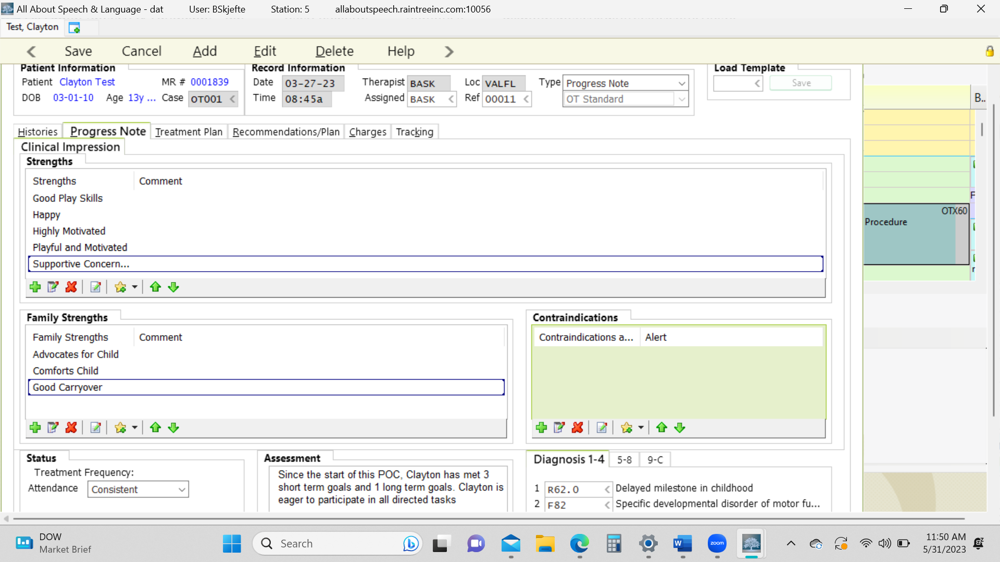 All About Speech & Language - dat User: BSkjefte Station: 5 allaboutspeech.raintreeinc.com:10056
Test, Clayton
Save Cancel Add Edit Delete Help
Patient Information Record Information Load Template
Patient Clayton Test MR # 0001839 Date 03-27-23 Therapist BASK Loc VALFL Type Progress Note Save
DOB 03-01-10 Age 13y ... Case OT001 Time 08:45a Assigned BASK Ref 00011 OT Standard
B..
Histories Progress Note Treatment Plan Recommendations/Plan Charges Tracking
Clinical Impression
Strengths
Strengths Comment
Good Play Skills
Happy
Highly Motivated
Playful and Motivated
Supportive Concern...
F
OTX60
Procedure
r
Family Strengths
Family Strengths Comment
Advocates for Child
Comforts Child
Good Carryover
Contraindications
Contraindications a... Alert
Status
Treatment Frequency:
Attendance Consistent
Assessment
Since the start of this POC, Clayton has met 3
short term goals and 1 long term goals. Clayton is
eager to participate in all directed tasks
Diagnosis 1-4 5-8 9-C
1 R62.0 Delayed milestone in childhood
2 F82 Specific developmental disorder of motor fu...
DOW
Market Brief
Search
zoom
11:50 AM
5/31/2023